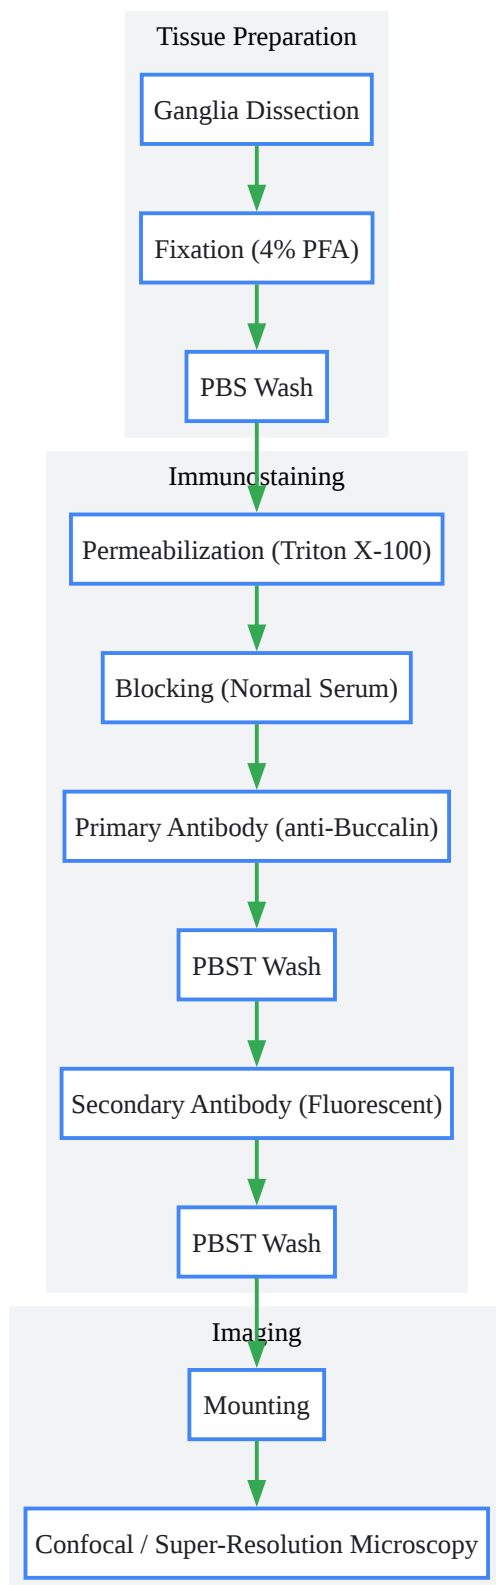 Tissue Preparation
Ganglia Dissection
Fixation (4% PFA)
PBS Wash
Immunostaining
Permeabilization (Triton X-100)
Blocking (Normal Serum)
Primary Antibody (anti-Buccalin)
PBST Wash
Secondary Antibody (Fluorescent)
PBST Wash
Imaging
Mounting
Confocal / Super-Resolution Microscopy